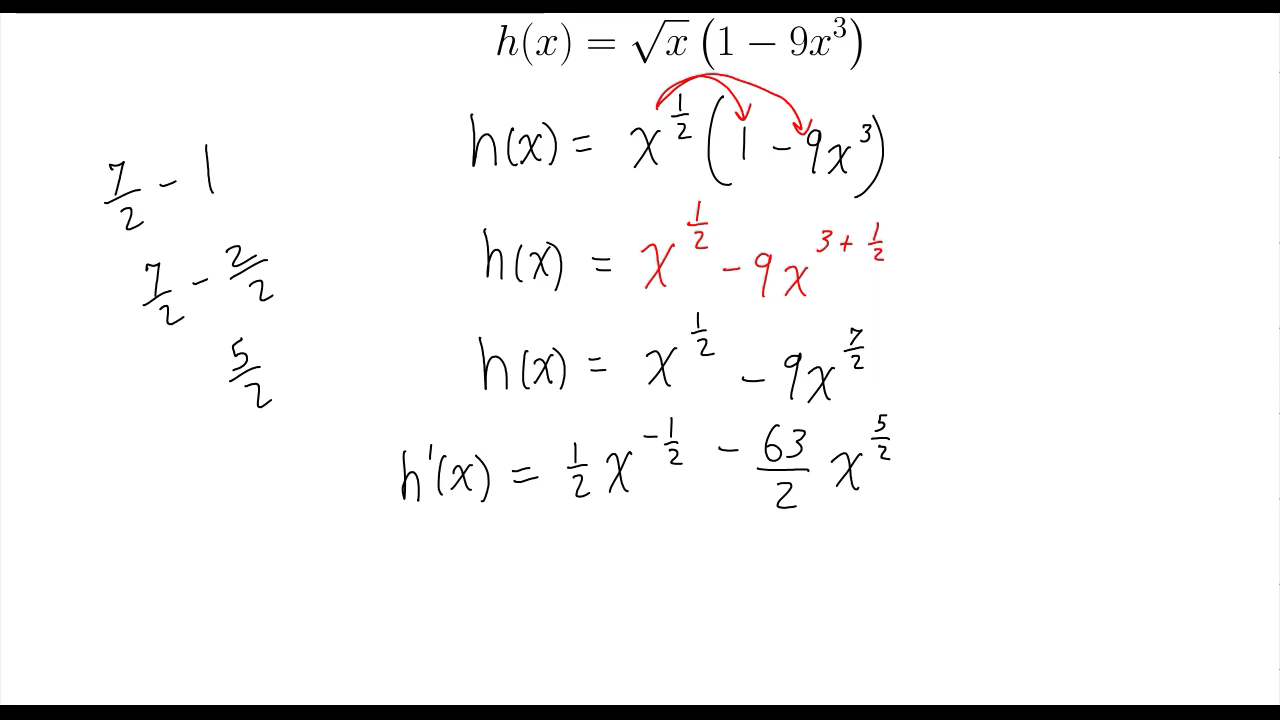 h(x) = √x (1 − 9x³)
h(x) = x^{1/2} (1 − 9x³)
7/2 − 1
h(x) = x^{1/2} − 9x^{3 + 1/2}
7/2 − 2/2
h(x) = x^{1/2} − 9x^{7/2}
5/2
h'(x) = 1/2 x^{−1/2} − 63/2 x^{5/2}